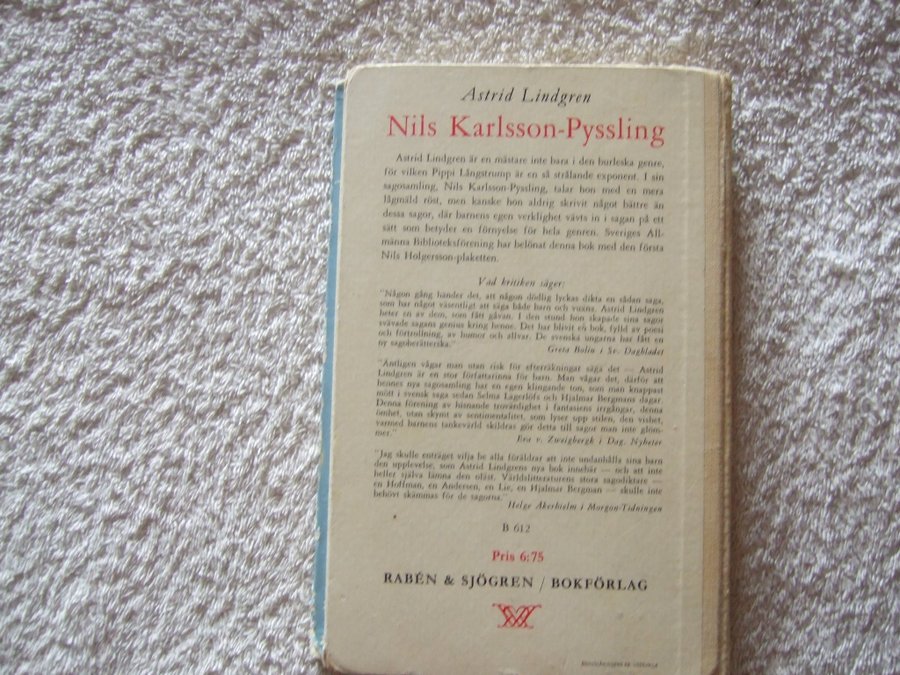 Astrid Lindgren
Nils Karlsson-Pyssling
Astrid Lindgren är en mästare inte bara i den burleska genre,
för vilken Pippi Långstrump är en så strålande exponent. I sin
sagosamling, Nils Karlsson-Pyssling, talar hon med en mera
lågmäld röst, men kanske hon aldrig skrivit något bättre än
dessa sagor, där barnens egen verklighet vävts in i sagan på ett
sätt som betyder en förnyelse för hela genren. Sveriges All-
männa Biblioteksförening har belönat denna bok med den första
Nils Holgersson-plaketten.
Vad kritiken säger:
"Någon gång händer det, att någon dödlig lyckas dikta en sådan saga,
som har något väsentligt att säga både barn och vuxna. Astrid Lindgren
heter en av dem, som fått gåvan. I den stund hon skapade sina sagor
svävade sagans genius kring henne. Det har blivit en bok, fylld av poesi
och förtrollning, av humor och allvar. De svenska ungarna har fått en
ny sagoberätterska."
Greta Bolin i Sv. Dagbladet
"Äntligen vågar man utan risk för efterräkningar säga det — Astrid
Lindgren är en stor författarinna för barn. Man vågar det, därför att
hennes nya sagosamling har en egen klingande ton, som man knappast
mött i svensk saga sedan Selma Lagerlöfs och Hjalmar Bergmans dagar.
Denna förening av hisnande trovärdighet i fantasiens irrgångar, denna
ömhet, utan skymt av sentimentalitet, som lyser upp stilen, den vishet,
varmed barnens tankevärld skildras gör detta till sagor man inte glöm-
mer."
Eva v. Zweigbergk i Dag. Nyheter
"Jag skulle enträget vilja be alla föräldrar att inte undanhålla sina barn
den upplevelse, som Astrid Lindgrens nya bok innebär — och att inte
heller själva lämna den oläst. Världslitteraturens stora sagodiktare —
en Hoffman, en Andersen, en Lie, en Hjalmar Bergman — skulle inte
behövt skämmas för de sagorna."
Helge Åkerhielm i Morgon-Tidningen
B 612
Pris 6:75
RABÉN & SJÖGREN / BOKFÖRLAG